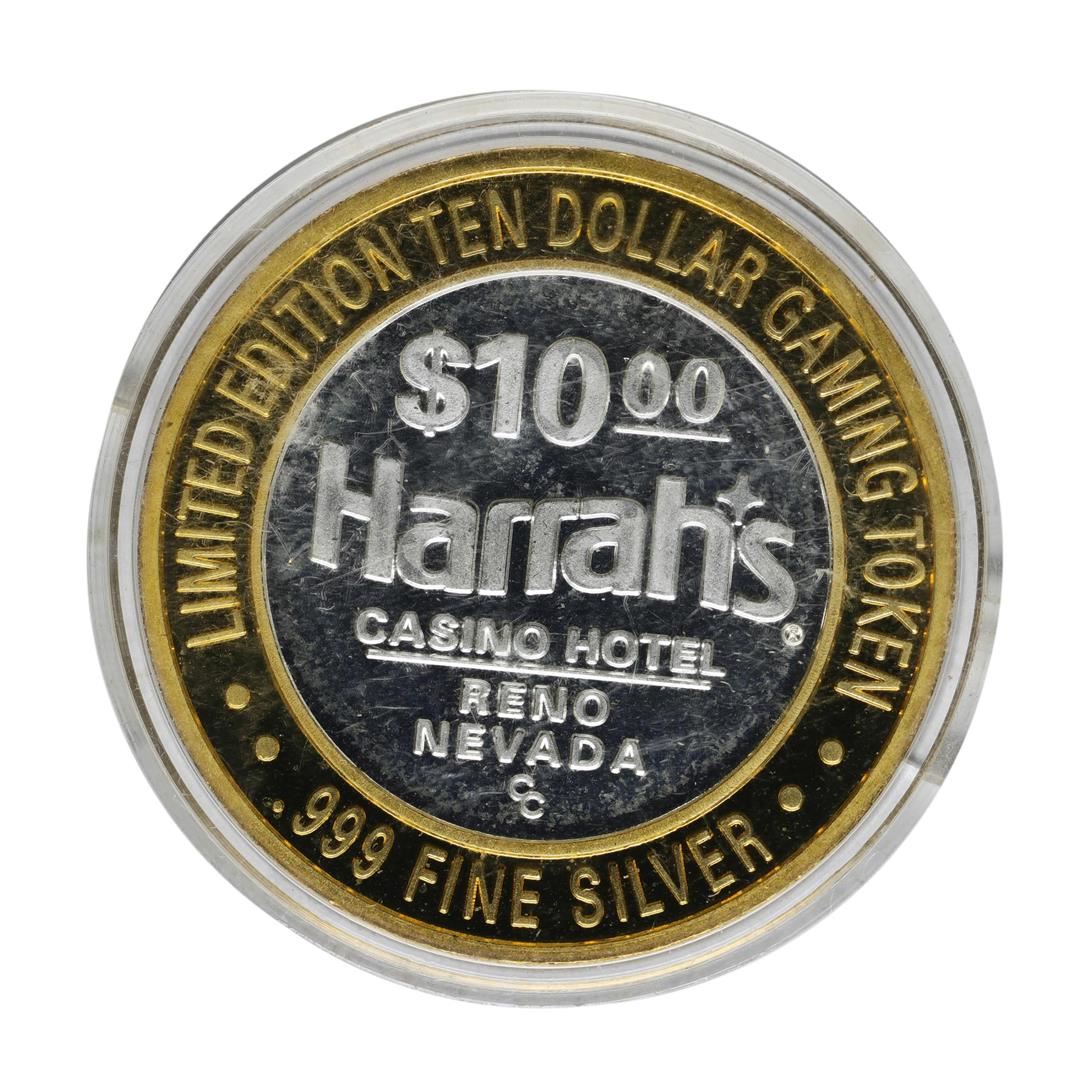 LIMITED EDITION TEN DOLLAR GAMING TOKEN
$10 00
Harrah's®
CASINO HOTEL
RENO
NEVADA
CC
.999 FINE SILVER